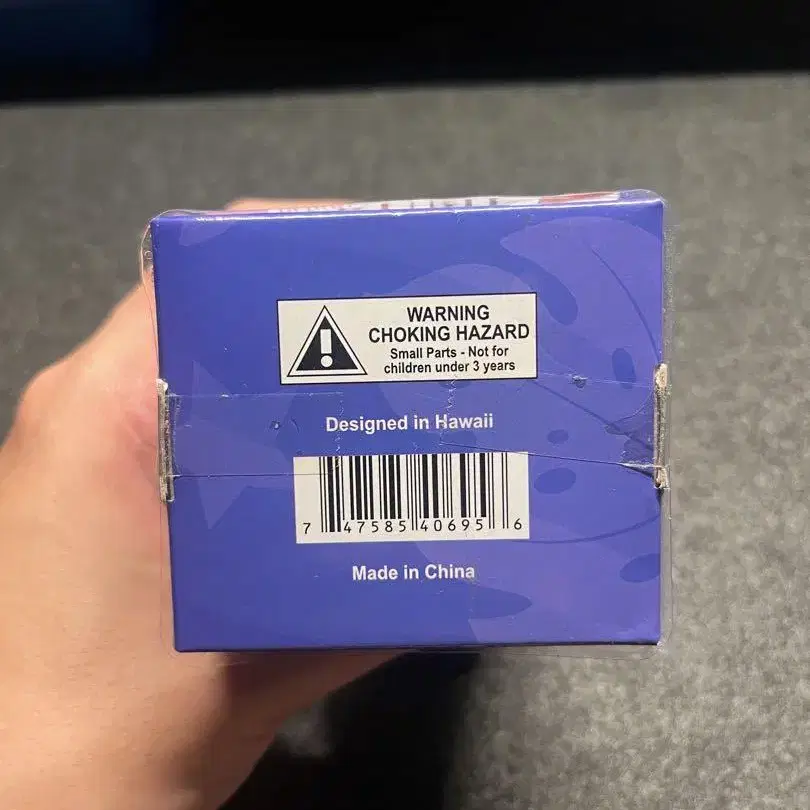 WARNING
CHOKING HAZARD
Small Parts - Not for
children under 3 years
Designed in Hawaii
7 47585 40695 6
Made in China